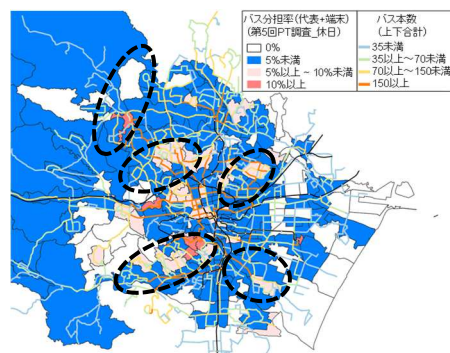 バス分担率(代表+端末)
(第5回PT調査_休日)
0%
5%未満
5%以上 ~ 10%未満
10%以上
バス本数
(上下合計)
35未満
35以上～70未満
70以上～150未満
150以上